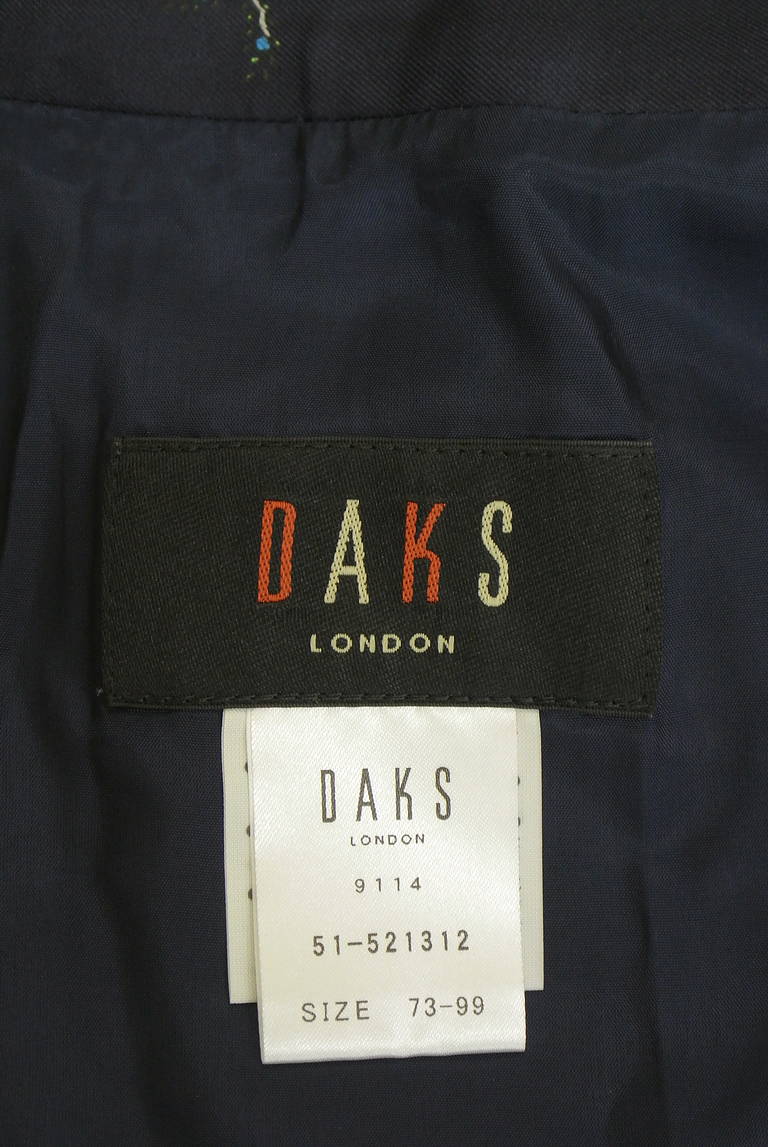 DAKS
LONDON
DAKS
LONDON
9114
51-521312
SIZE 73-99